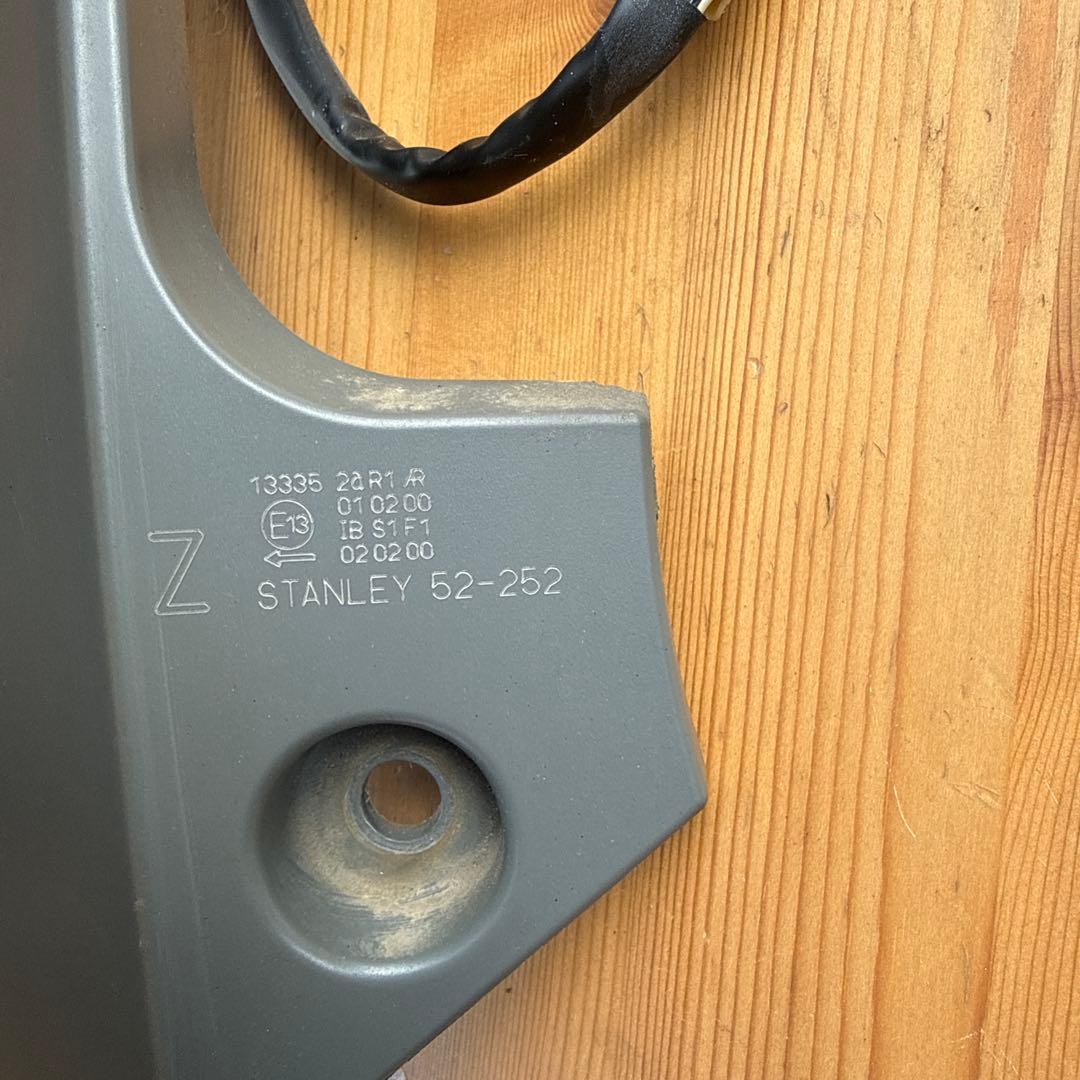 13335 2a R1 AR
01 02 00
E13
IB S1 F1
02 02 00
Z
STANLEY 52-252